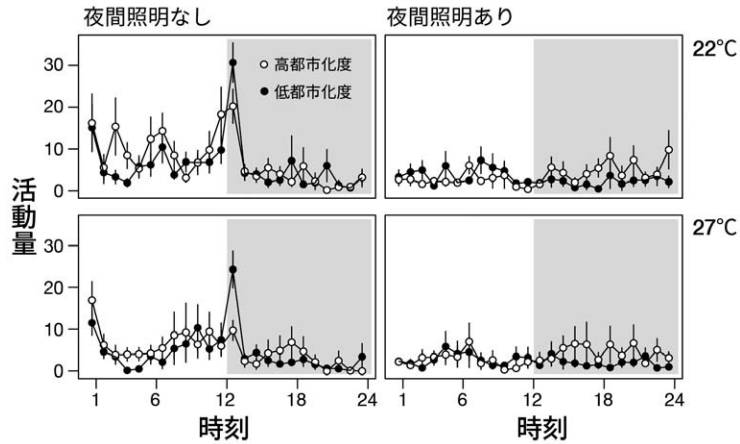 夜間照明なし
夜間照明あり
30
20
10
0
高都市化度
低都市化度
22℃
活動量
30
20
10
0
27℃
1 6 12 18 24
1 6 12 18 24
時刻
時刻